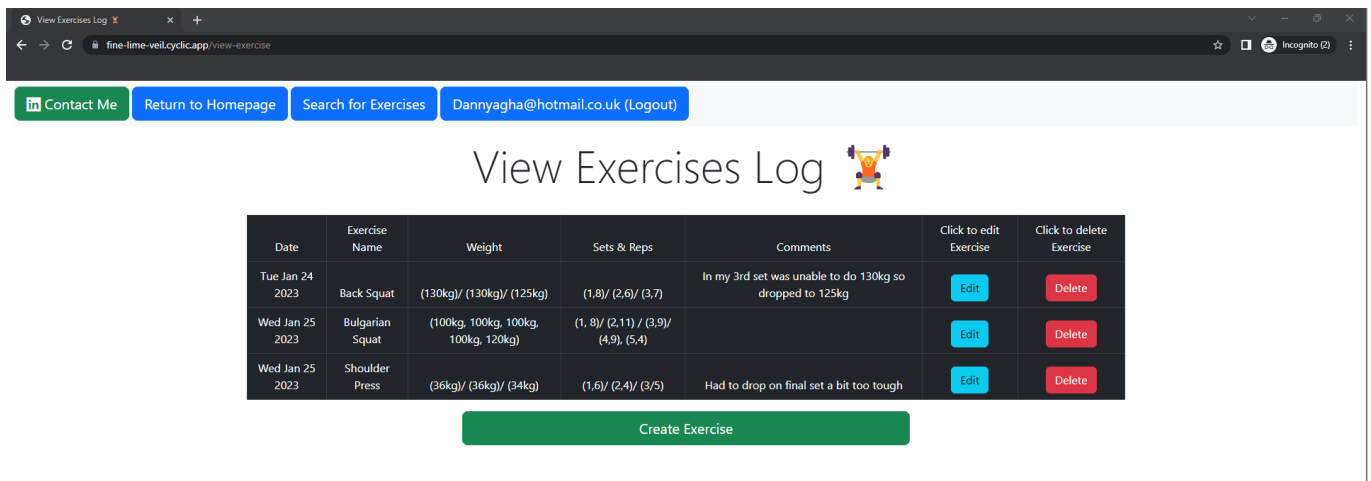 View Exercises Log
fine-lime-veil.cyclic.app/view-exercise
Incognito (2)
in Contact Me
Return to Homepage
Search for Exercises
Dannyagha@hotmail.co.uk (Logout)
View Exercises Log
Date Exercise Name Weight Sets & Reps Comments Click to edit Exercise Click to delete Exercise
Tue Jan 24 2023 Back Squat (130kg)/ (130kg)/ (125kg) (1,8)/ (2,6)/ (3,7) In my 3rd set was unable to do 130kg so dropped to 125kg Edit Delete
Wed Jan 25 2023 Bulgarian Squat (100kg, 100kg, 100kg, 100kg, 120kg) (1, 8)/ (2,11) / (3,9)/ (4,9), (5,4) Edit Delete
Wed Jan 25 2023 Shoulder Press (36kg)/ (36kg)/ (34kg) (1,6)/ (2,4)/ (3/5) Had to drop on final set a bit too tough Edit Delete
Create Exercise